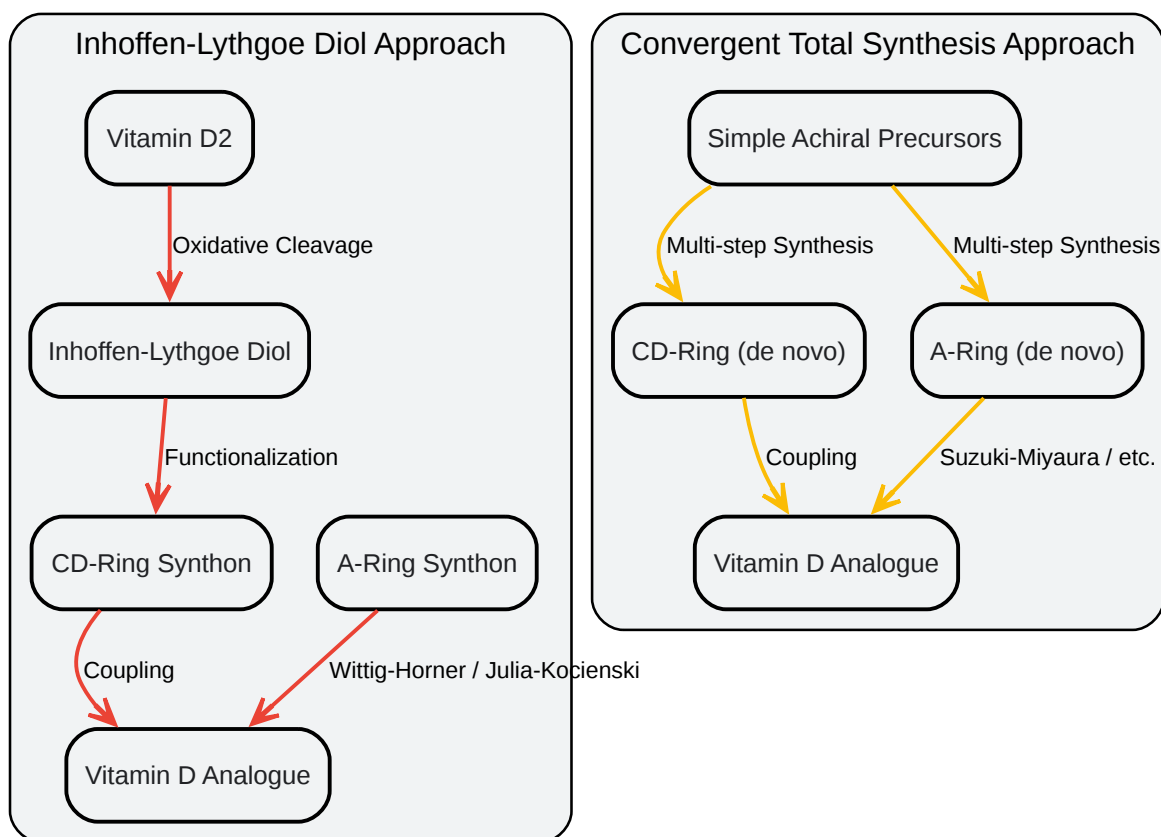 Inhoffen-Lythgoe Diol Approach
Vitamin D2
Oxidative Cleavage
Inhoffen-Lythgoe Diol
Functionalization
CD-Ring Synthon
A-Ring Synthon
Coupling
Wittig-Horner / Julia-Kocienski
Vitamin D Analogue
Convergent Total Synthesis Approach
Simple Achiral Precursors
Multi-step Synthesis
Multi-step Synthesis
CD-Ring (de novo)
A-Ring (de novo)
Coupling
Suzuki-Miyaura / etc.
Vitamin D Analogue